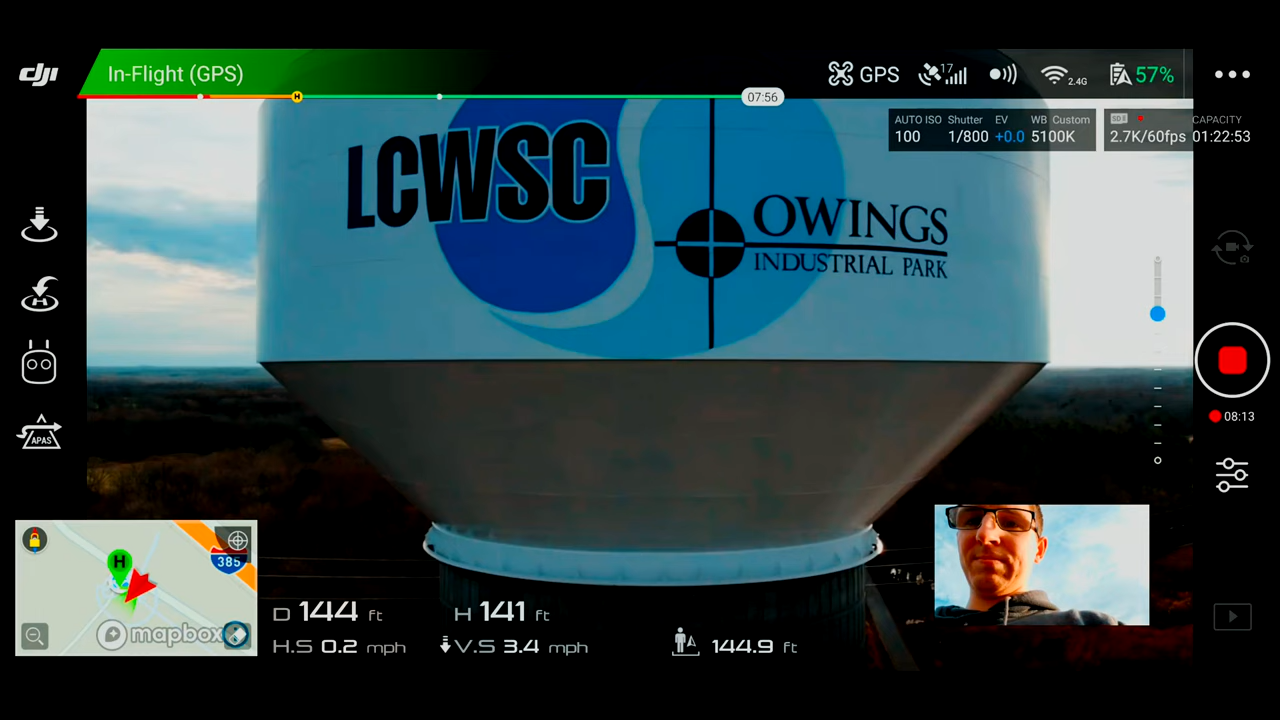 dji In-Flight (GPS) GPS 17 2.4G 57%
H 07:56
AUTO ISO Shutter EV WB Custom CAPACITY
100 1/800 +0.0 5100K 2.7K/60fps 01:22:53
LCWSC
OWINGS
INDUSTRIAL PARK
H
APAS
08:13
385
H
mapbox
D 144 ft H 141 ft
H.S 0.2 mph V.S 3.4 mph 144.9 ft